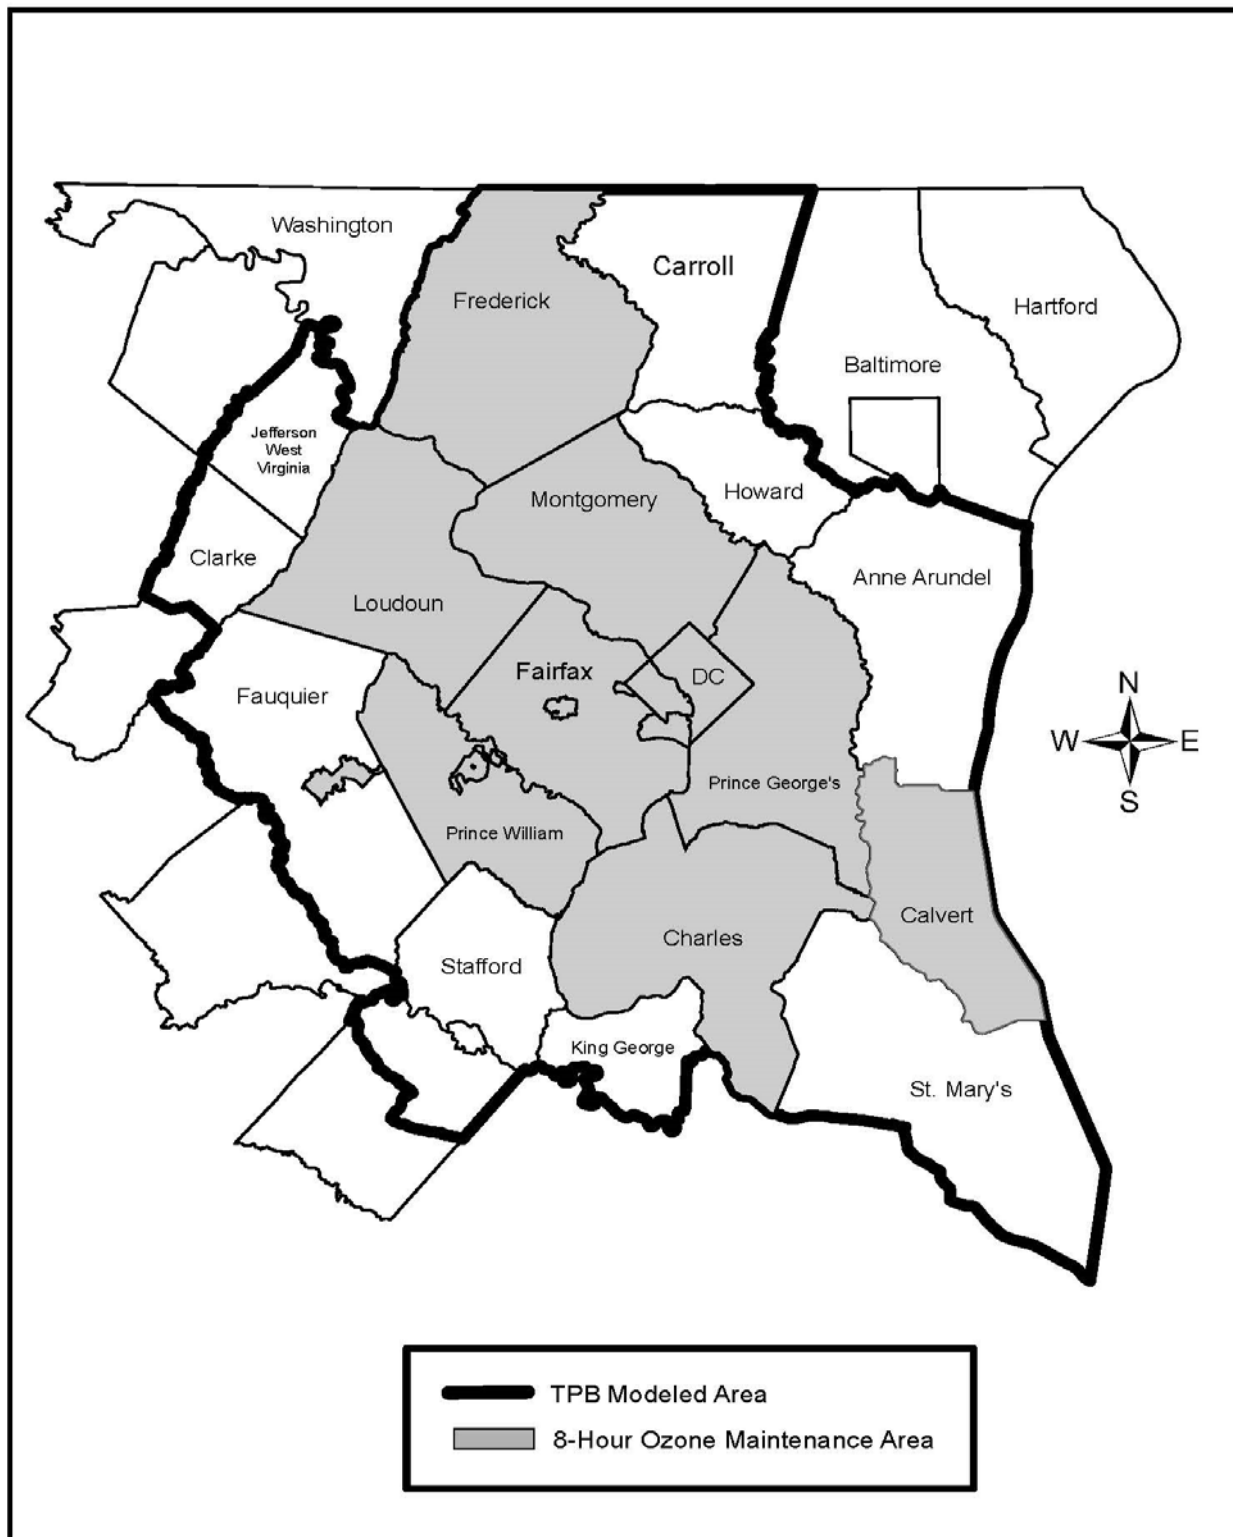 Washington
Carroll
Frederick
Hartford
Baltimore
Jefferson
West
Virginia
Howard
Montgomery
Clarke
Anne Arundel
Loudoun
Fairfax
DC
Fauquier
N
W
E
S
Prince George's
Prince William
Calvert
Charles
Stafford
King George
St. Mary's
TPB Modeled Area
8-Hour Ozone Maintenance Area